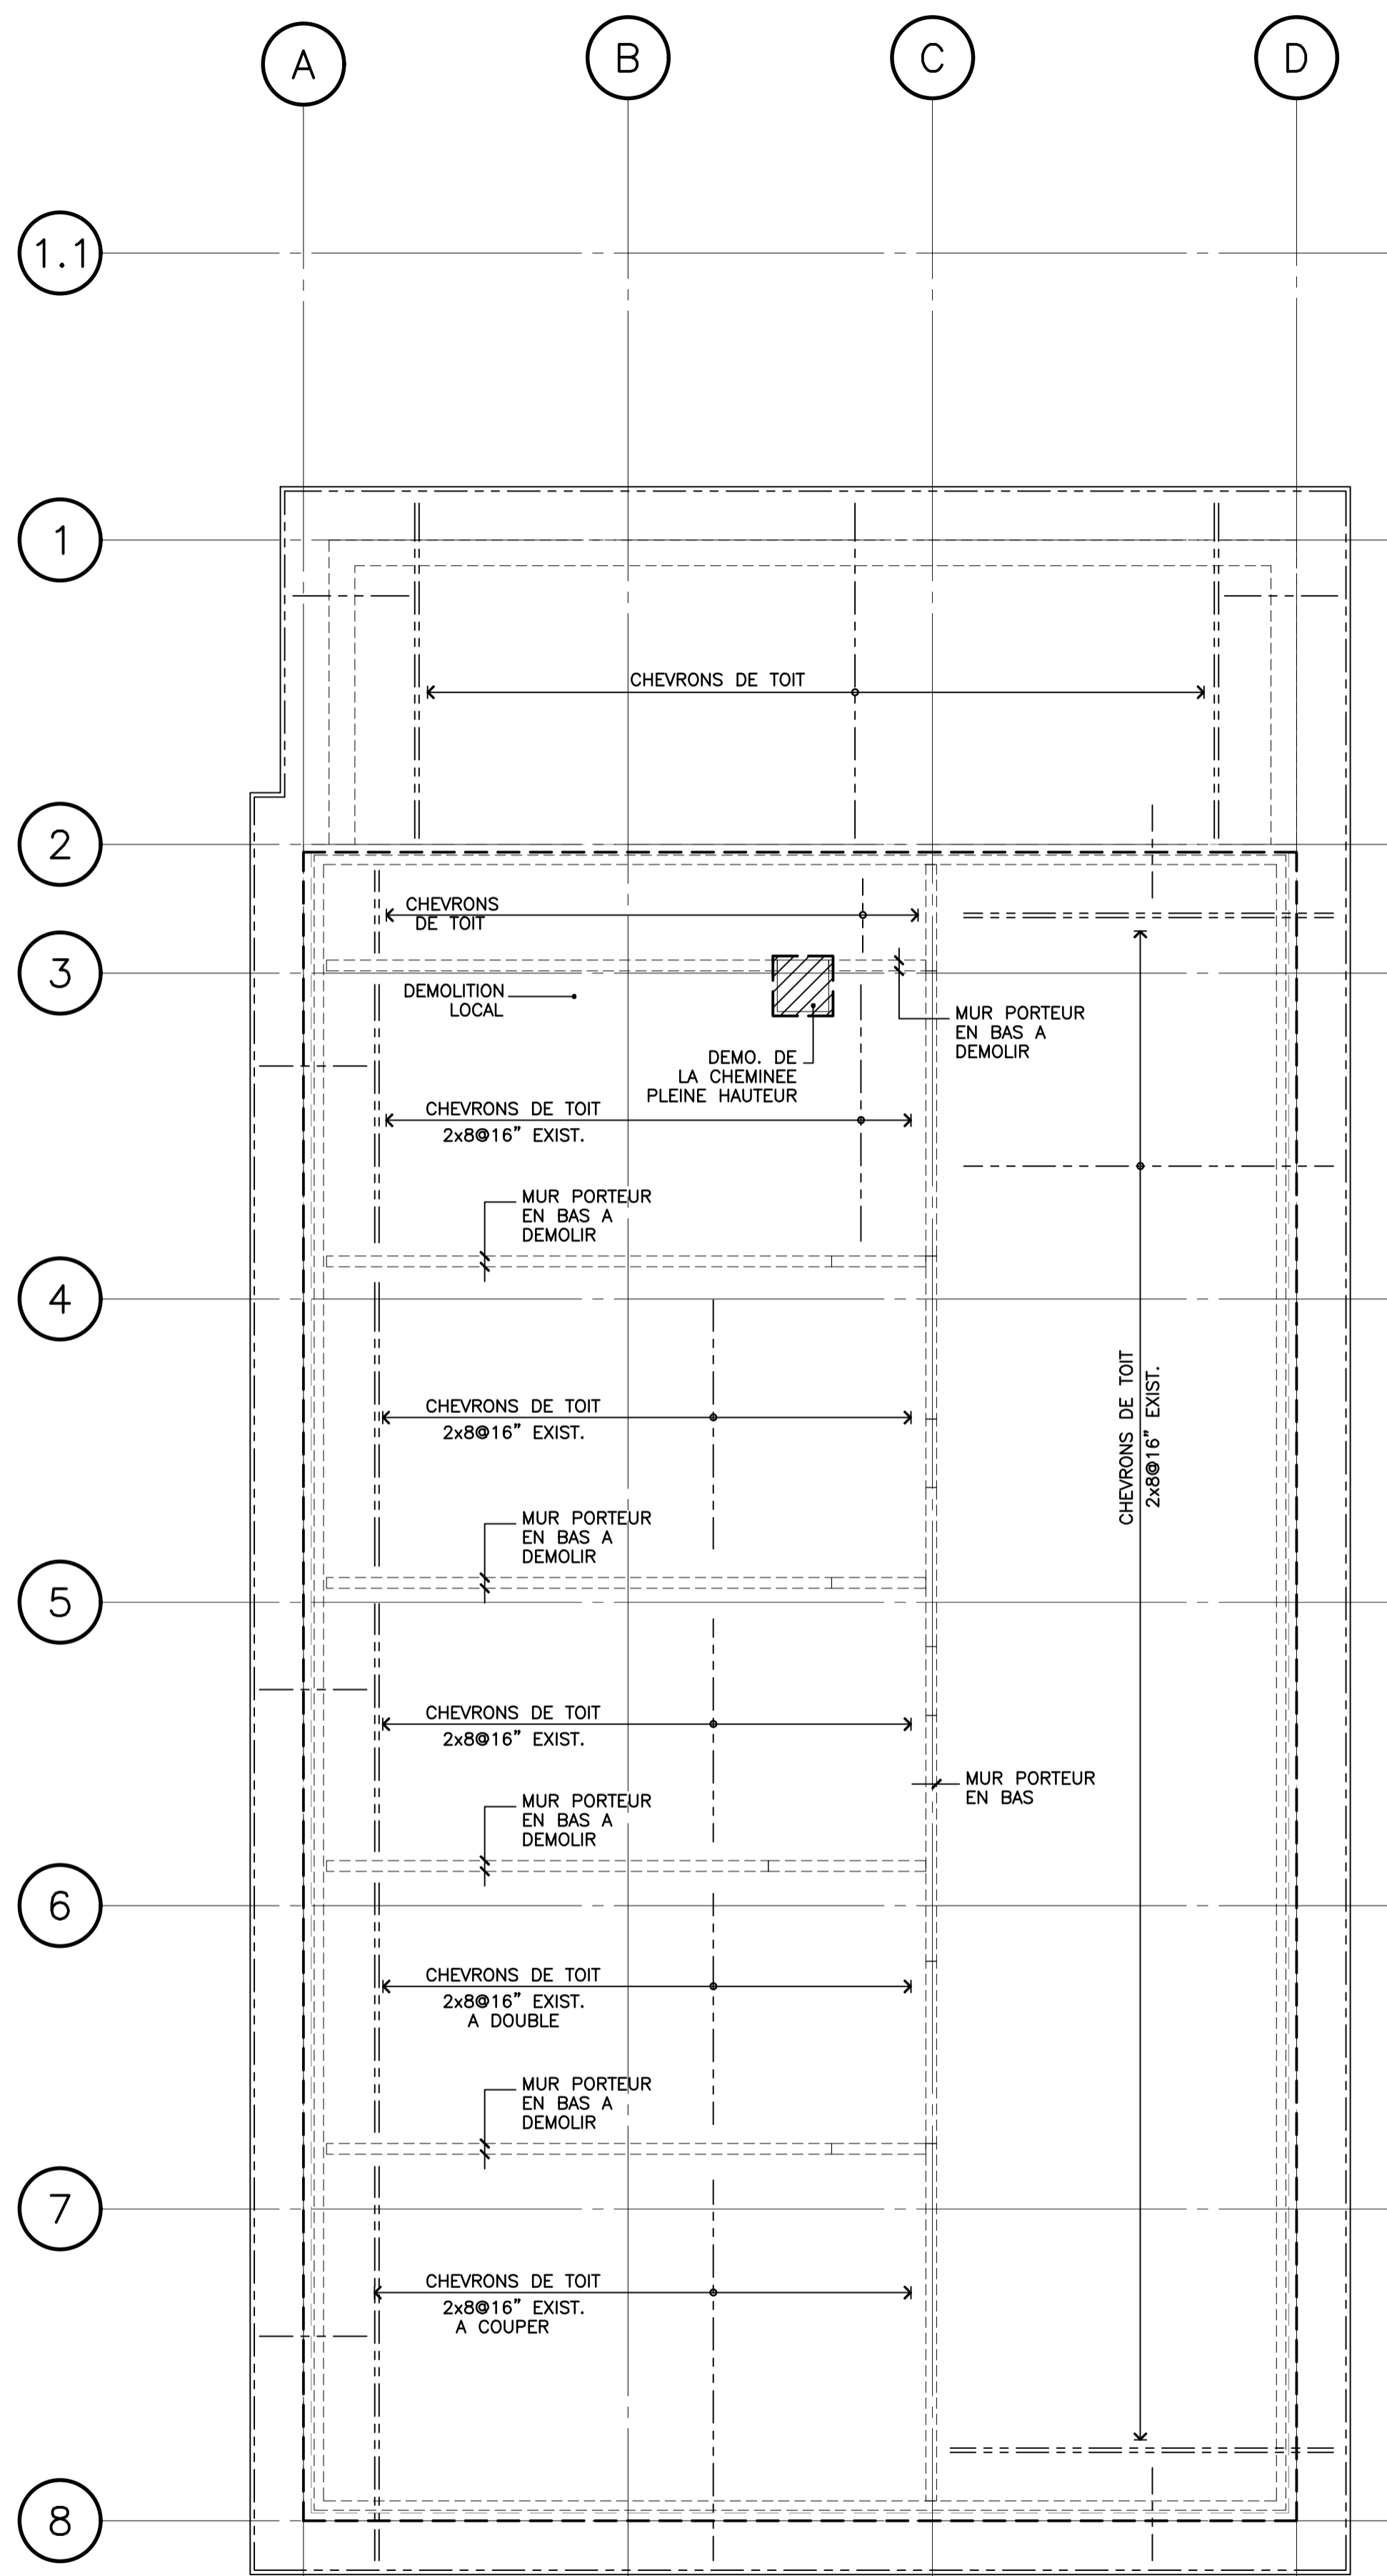 A
B
C
D
1.1
1
CHEVRONS DE TOIT
2
CHEVRONS
DE TOIT
3
DEMOLITION
LOCAL
MUR PORTEUR
EN BAS A
DEMOLIR
DEMO. DE
LA CHEMINEE
PLEINE HAUTEUR
CHEVRONS DE TOIT
2x8@16" EXIST.
MUR PORTEUR
EN BAS A
DEMOLIR
4
CHEVRONS DE TOIT
2x8@16" EXIST.
CHEVRONS DE TOIT
2x8@16" EXIST.
MUR PORTEUR
EN BAS A
DEMOLIR
5
CHEVRONS DE TOIT
2x8@16" EXIST.
MUR PORTEUR
EN BAS
MUR PORTEUR
EN BAS A
DEMOLIR
6
CHEVRONS DE TOIT
2x8@16" EXIST.
A DOUBLE
MUR PORTEUR
EN BAS A
DEMOLIR
7
CHEVRONS DE TOIT
2x8@16" EXIST.
A COUPER
8